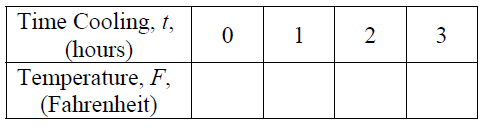 Time Cooling, t,
(hours)
0 1 2 3
Temperature, F,
(Fahrenheit)